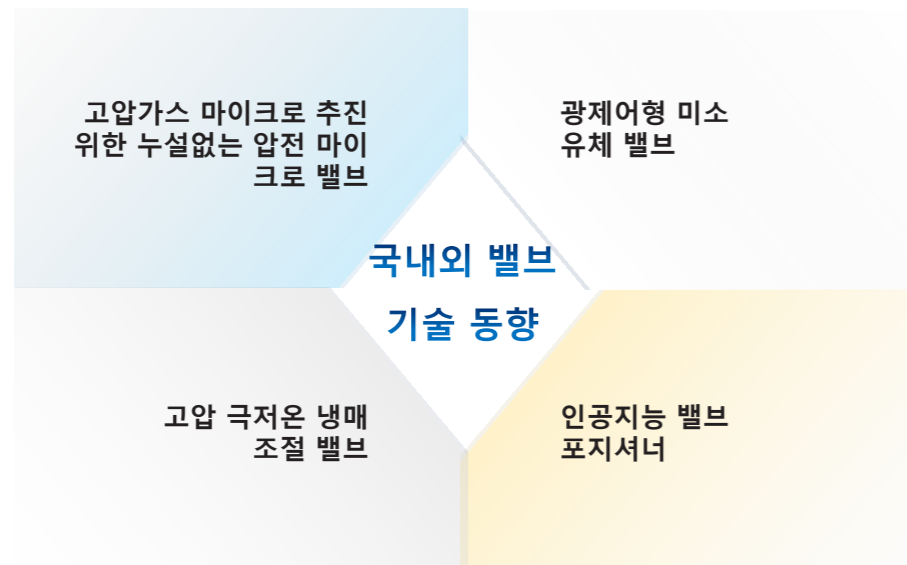 고압가스 마이크로 추진
위한 누설없는 압전 마이
크로 밸브
광제어형 미소
유체 밸브
국내외 밸브
기술 동향
고압 극저온 냉매
조절 밸브
인공지능 밸브
포지셔너